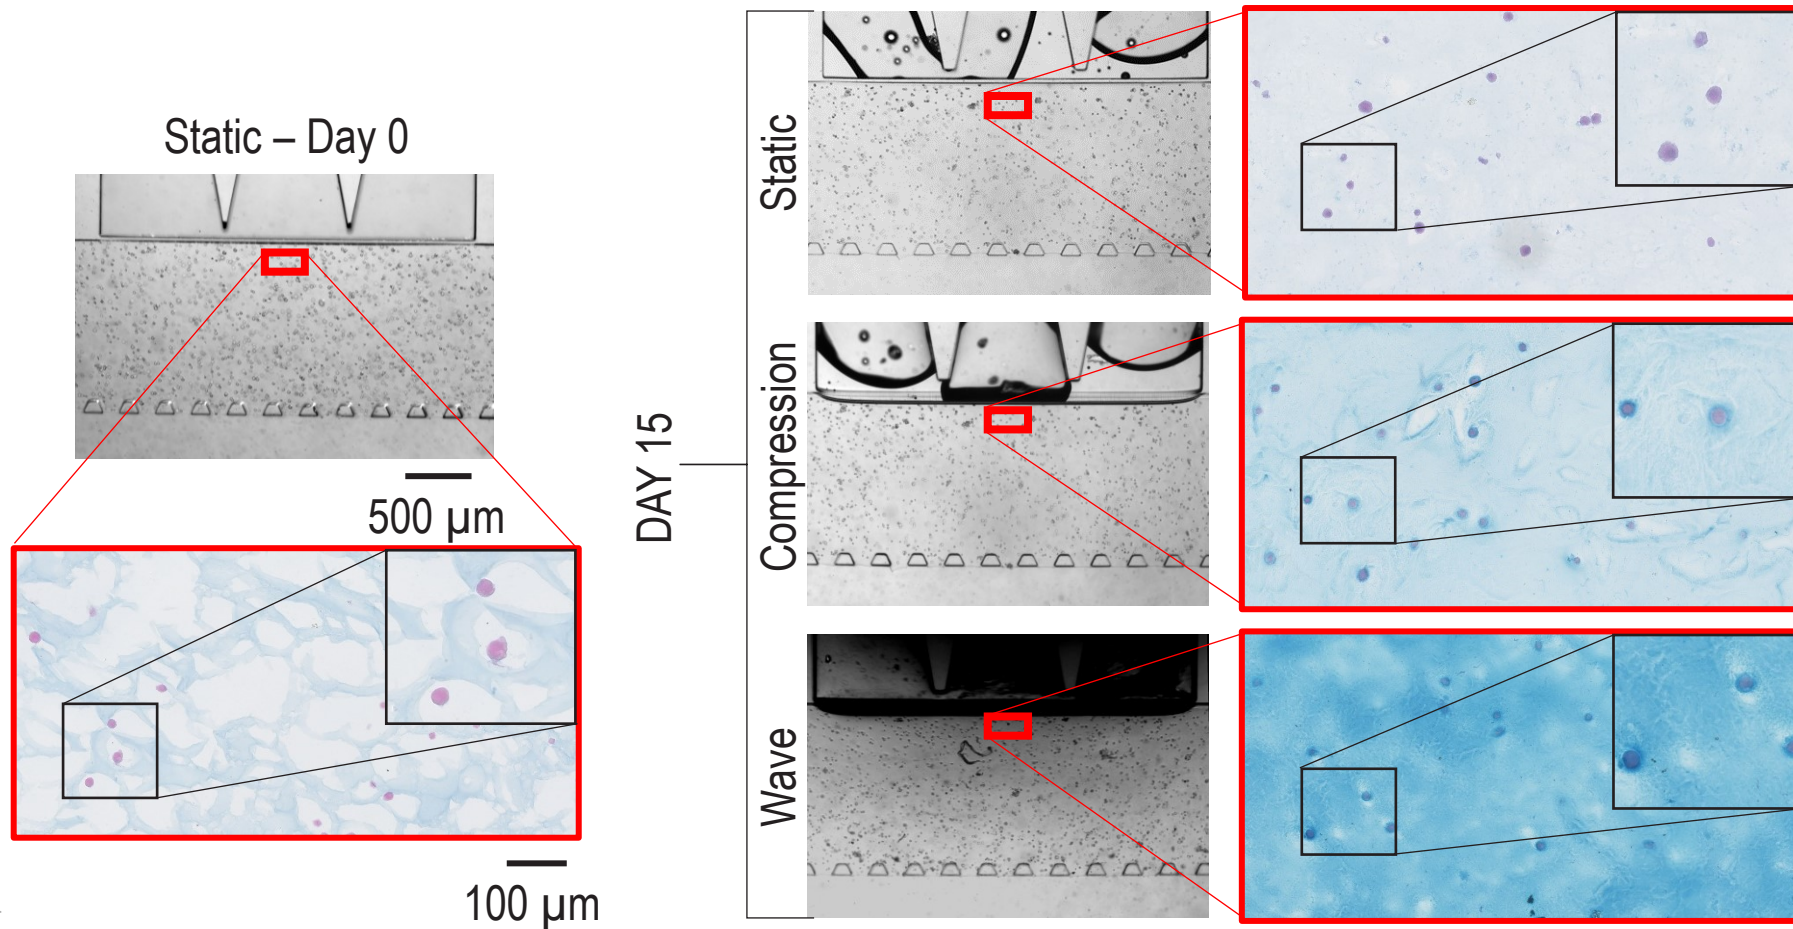 Static – Day 0
500 µm
100 µm
DAY 15
Static
Compression
Wave